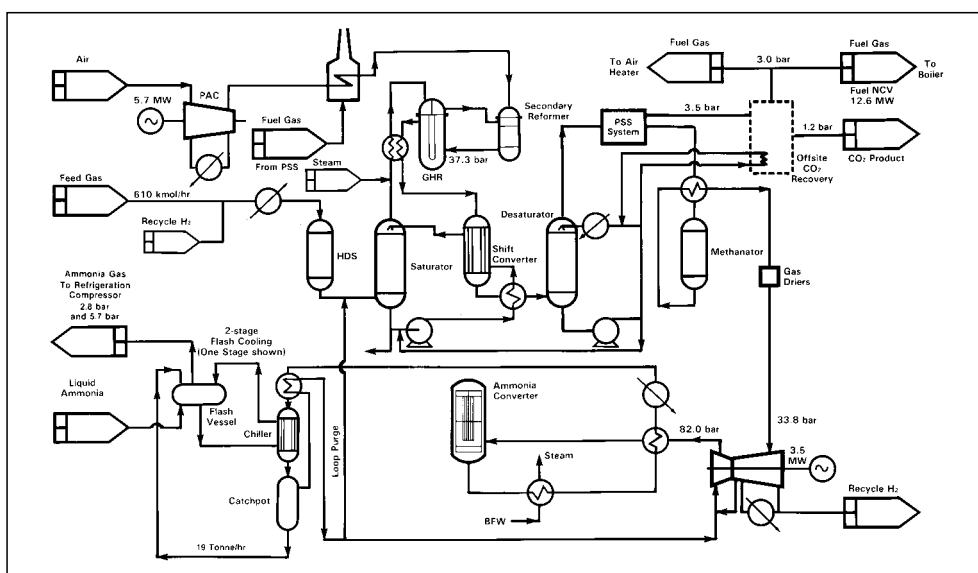 Air
5.7 MW
PAC
Fuel Gas
From PSS
Steam
Feed Gas
610 kmol/hr
Recycle H₂
HDS
Saturator
GHR
37.3 bar
Secondary
Reformer
Shift
Converter
Desaturator
PSS
System
3.5 bar
Fuel Gas
To Air
Heater
3.0 bar
Fuel Gas
To
Boiler
Fuel NCV
12.6 MW
1.2 bar
CO₂ Product
Offsite
CO₂
Recovery
Methanator
Gas
Driers
Ammonia Gas
To Refrigeration
Compressor
2.8 bar
and 5.7 bar
2-stage
Flash Cooling
(One Stage shown)
Liquid
Ammonia
Flash
Vessel
Chiller
Catchpot
19 Tonne/hr
Loop Purge
Ammonia
Converter
Steam
BFW
82.0 bar
33.8 bar
3.5
MW
Recycle H₂